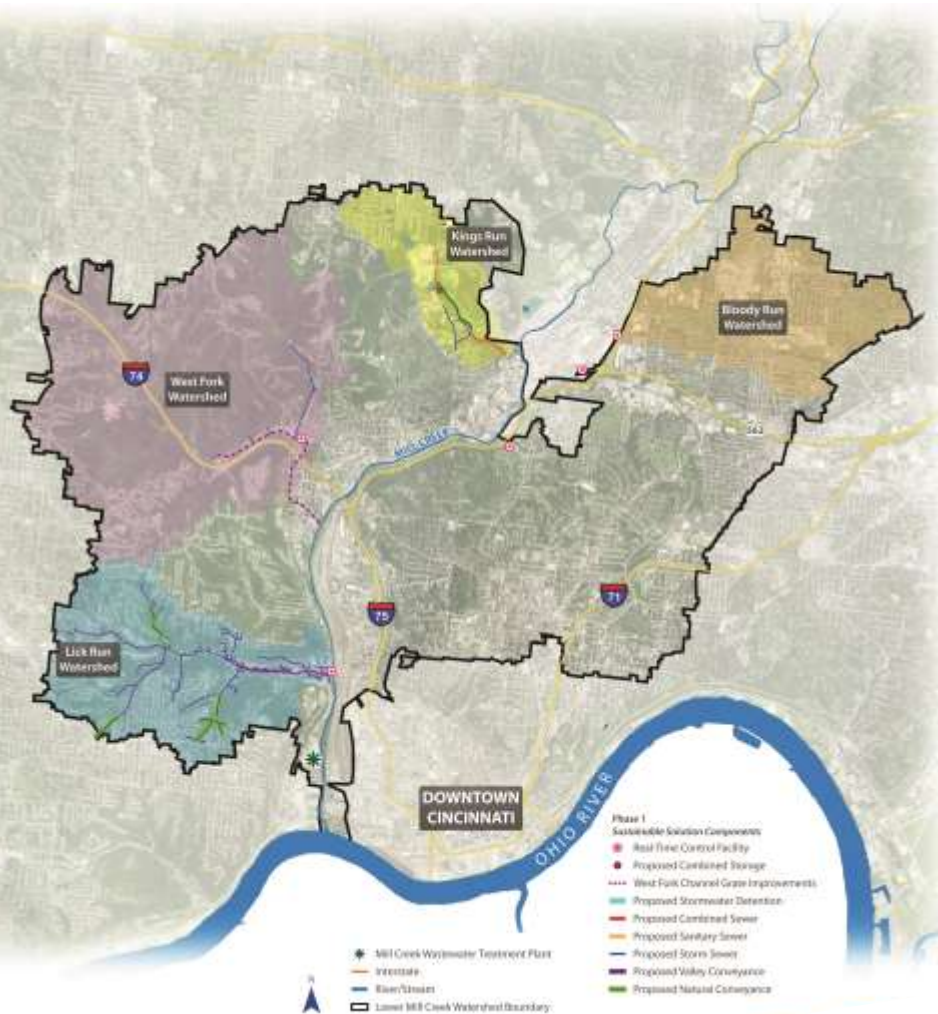 Kings Run
Watershed
Bloody Run
Watershed
74
West Fork
Watershed
MILL CREEK
562
71
75
Lick Run
Watershed
DOWNTOWN
CINCINNATI
OHIO RIVER
Phase 1
Sustainable Solution Components
Real Time Control Facility
Proposed Combined Storage
West Fork Channel Grate Improvements
Proposed Stormwater Detention
Proposed Combined Sewer
Proposed Sanitary Sewer
Proposed Storm Sewer
Proposed Valley Conveyance
Proposed Natural Conveyance
N
Mill Creek Wastewater Treatment Plant
Interstate
River/Stream
Lower Mill Creek Watershed Boundary